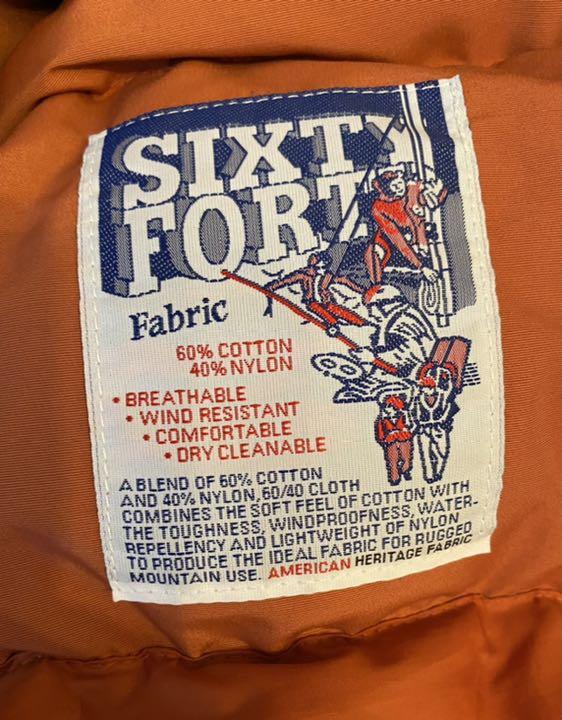 SIXTY
FORTY
Fabric
60% COTTON
40% NYLON
• BREATHABLE
• WIND RESISTANT
• COMFORTABLE
• DRY CLEANABLE
A BLEND OF 60% COTTON
AND 40% NYLON, 60/40 CLOTH
COMBINES THE SOFT FEEL OF COTTON WITH
THE TOUGHNESS, WINDPROOFNESS, WATER-
REPELLENCY AND LIGHTWEIGHT OF NYLON
TO PRODUCE THE IDEAL FABRIC FOR RUGGED
MOUNTAIN USE. AMERICAN HERITAGE FABRIC